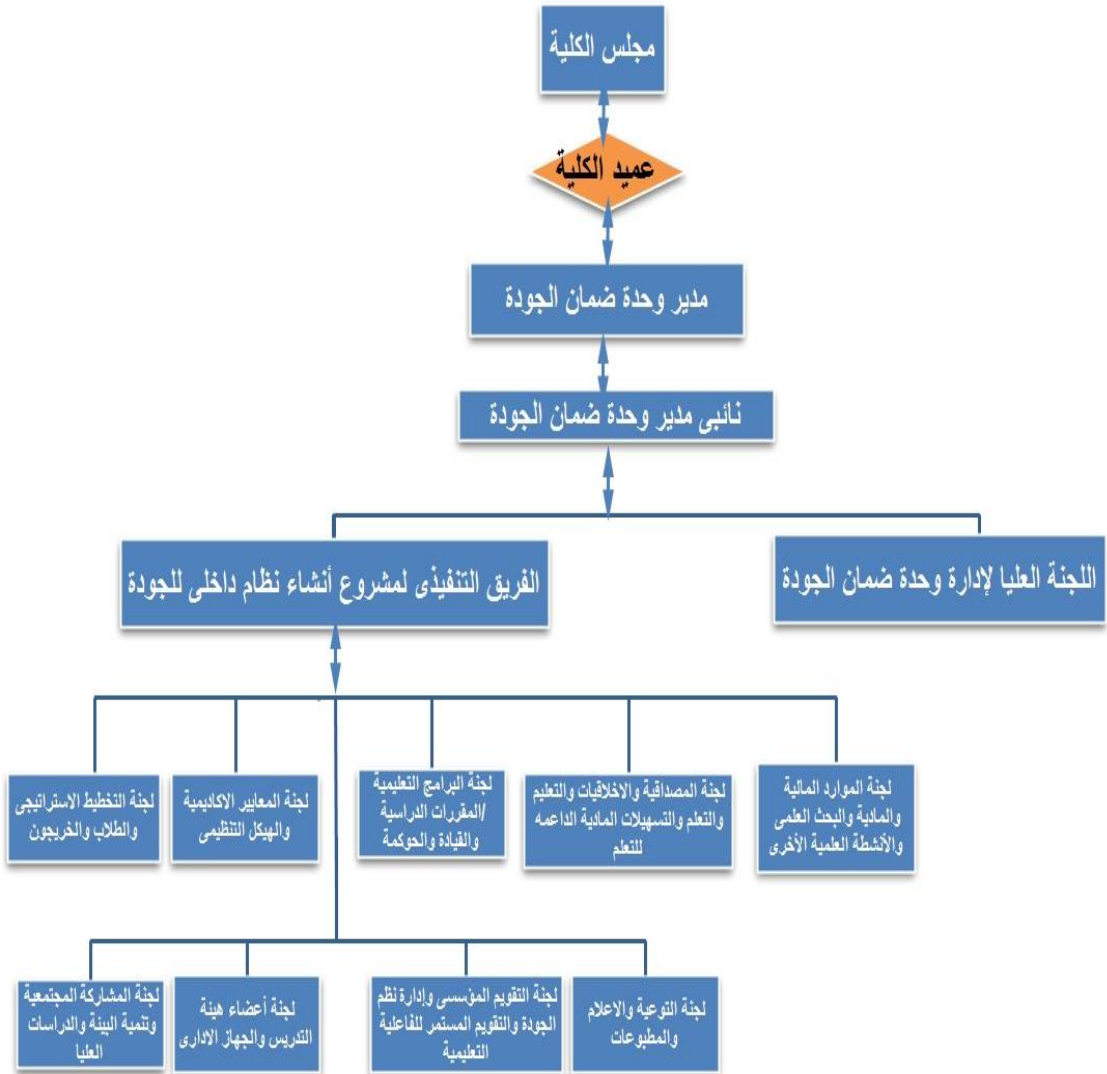 مجلس الكلية
عميد الكلية
مدير وحدة ضمان الجودة
نائبى مدير وحدة ضمان الجودة
اللجنة العليا لإدارة وحدة ضمان الجودة
الفريق التنفيذى لمشروع أنشاء نظام داخلى للجودة
لجنة الموارد المالية
والمادية والبحث العلمى
والأنشطة العلمية الأخرى
لجنة المصداقية والاخلاقيات والتعليم
والتعلم والتسهيلات المادية الداعمه
للتعلم
لجنة البرامج التعليمية
/المقررات الدراسية
والقيادة والحوكمة
لجنة المعايير الاكاديمية
والهيكل التنظيمى
لجنة التخطيط الاستراتيجى
والطلاب والخريجون
لجنة التوعية والاعلام
والمطبوعات
لجنة التقويم المؤسسى وإدارة نظم
الجودة والتقويم المستمر للفاعلية
التعليمية
لجنة أعضاء هيئة
التدريس والجهاز الادارى
لجنة المشاركة المجتمعية
وتنمية البيئة والدراسات
العليا